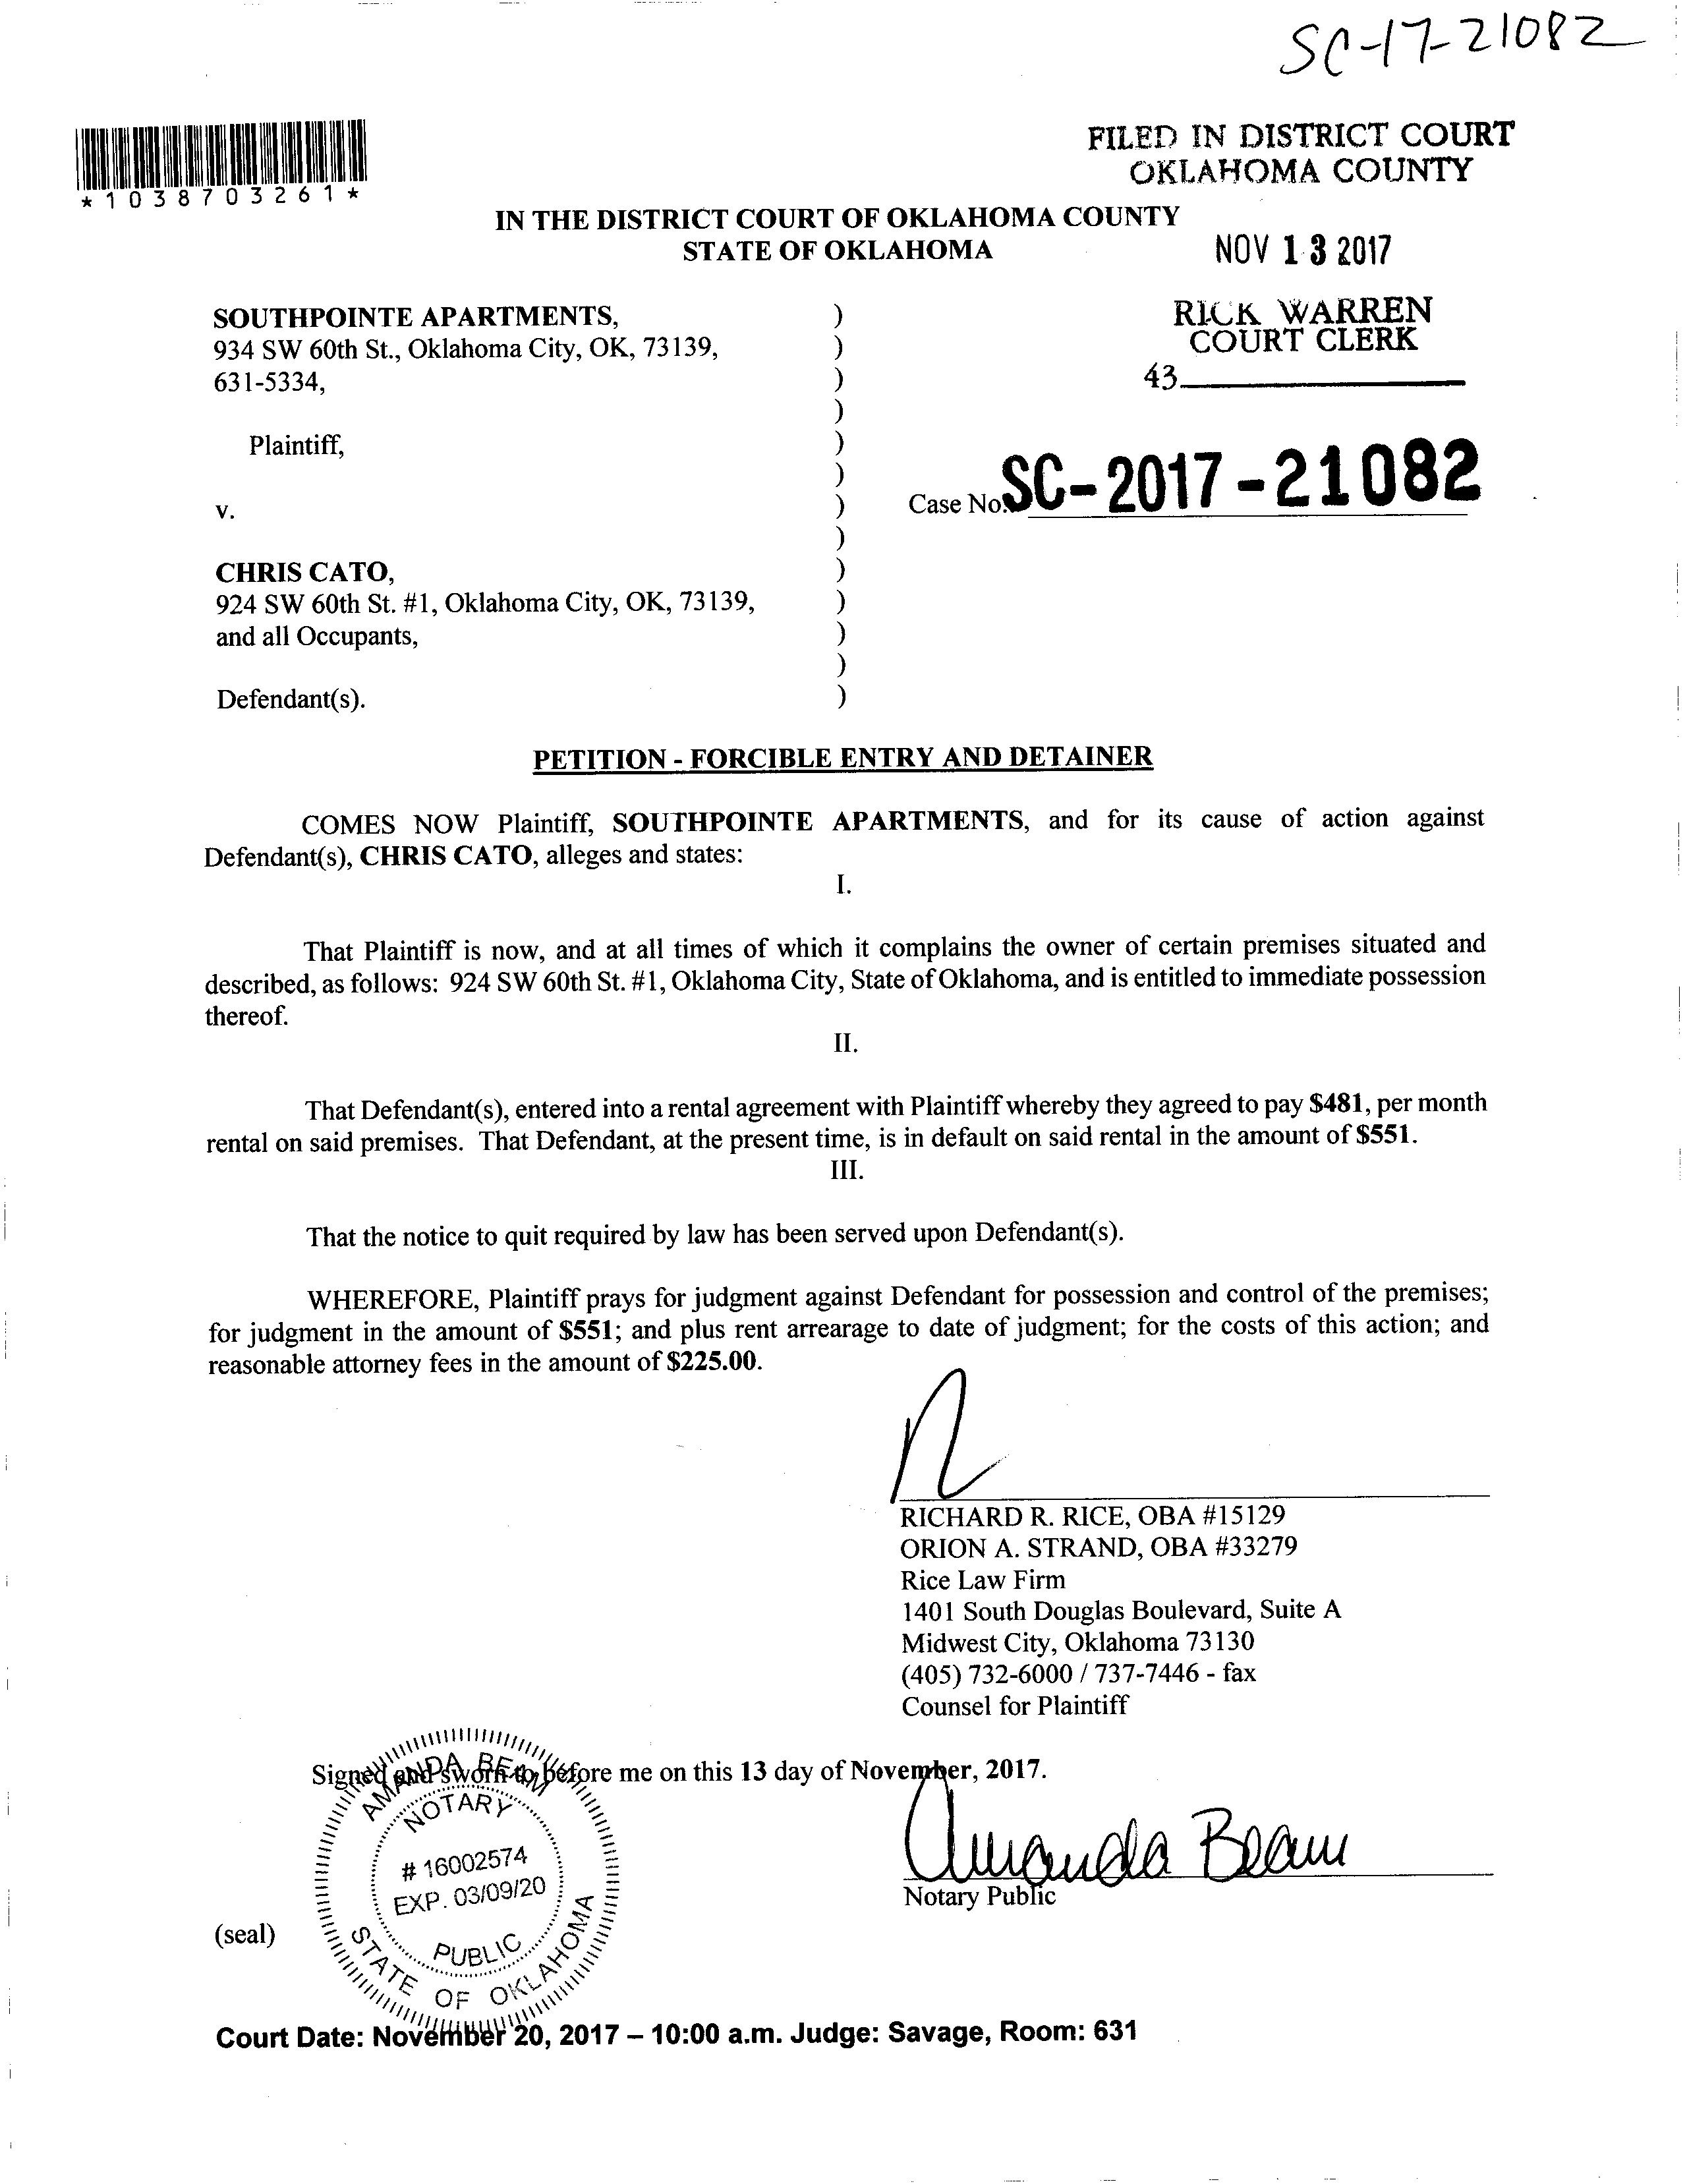 SC-17-21082
*1038703261*
FILED IN DISTRICT COURT
OKLAHOMA COUNTY
IN THE DISTRICT COURT OF OKLAHOMA COUNTY
STATE OF OKLAHOMA
NOV 13 2017
RICK WARREN
COURT CLERK
43
SOUTHPOINTE APARTMENTS, )
934 SW 60th St., Oklahoma City, OK, 73139, )
631-5334, )
)
Plaintiff, )
)
v. )
Case No. SC-2017-21082
)
CHRIS CATO, )
924 SW 60th St. #1, Oklahoma City, OK, 73139, )
and all Occupants, )
)
Defendant(s). )
PETITION - FORCIBLE ENTRY AND DETAINER
COMES NOW Plaintiff, SOUTHPOINTE APARTMENTS, and for its cause of action against
Defendant(s), CHRIS CATO, alleges and states:
I.
That Plaintiff is now, and at all times of which it complains the owner of certain premises situated and
described, as follows: 924 SW 60th St. #1, Oklahoma City, State of Oklahoma, and is entitled to immediate possession
thereof.
II.
That Defendant(s), entered into a rental agreement with Plaintiff whereby they agreed to pay $481, per month
rental on said premises. That Defendant, at the present time, is in default on said rental in the amount of $551.
III.
That the notice to quit required by law has been served upon Defendant(s).
WHEREFORE, Plaintiff prays for judgment against Defendant for possession and control of the premises;
for judgment in the amount of $551; and plus rent arrearage to date of judgment; for the costs of this action; and
reasonable attorney fees in the amount of $225.00.
RICHARD R. RICE, OBA #15129
ORION A. STRAND, OBA #33279
Rice Law Firm
1401 South Douglas Boulevard, Suite A
Midwest City, Oklahoma 73130
(405) 732-6000 / 737-7446 - fax
Counsel for Plaintiff
Signed and sworn to before me on this 13 day of November, 2017.
AMANDA BEAM
NOTARY
# 16002574
EXP. 03/09/20
PUBLIC
STATE OF OKLAHOMA
Amanda Beam
Notary Public
(seal)
Court Date: November 20, 2017 – 10:00 a.m. Judge: Savage, Room: 631